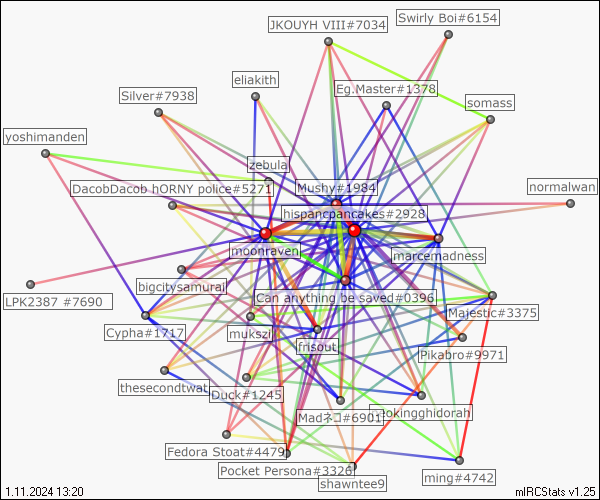 JKOUYH VIII#7034
Swirly Boi#6154
eliakith
Eg.Master#1378
Silver#7938
somass
yoshimanden
zebula
DacobDacob hORNY police#5271
Mushy#1984
normalwan
hispancpancakes#2928
moonraven
marcemadness
bigcitysamuraj
LPK2387 #7690
Can anything be saved#0396
Majestic#3375
Cypha#1717
mukszi
frisout
Pikabro#9971
thesecondtwat
Duck#1245
Madネコ#6901
ookingghidorah
Fedora Stoat#4479
Pocket Persona#3326
shawntee9
ming#4742
1.11.2024 13:20
mIRCStats v1.25